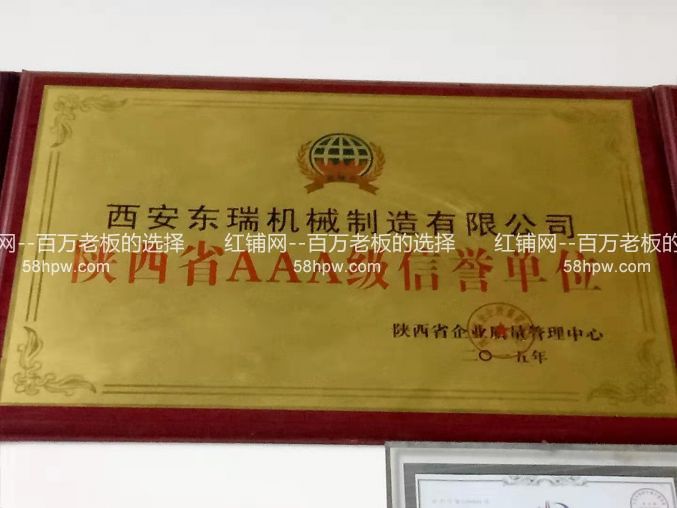 西安东瑞机械制造有限公司
红铺网--百万老板的选择
红铺网--百万老板的选择
红铺网--百万老板的
58hpw.com
58hpw.com
58hpw.com
陕西省AAA级信誉单位
陕西省企业质量管理中心
二〇一五年